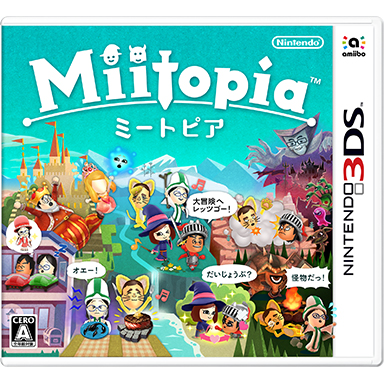 Nintendo
amiibo
Miitopia™
ミートピア
NINTENDO 3DS
大冒険へ
レッツゴー！
オエー！
だいじょうぶ？
怪物だっ！
CERO
A